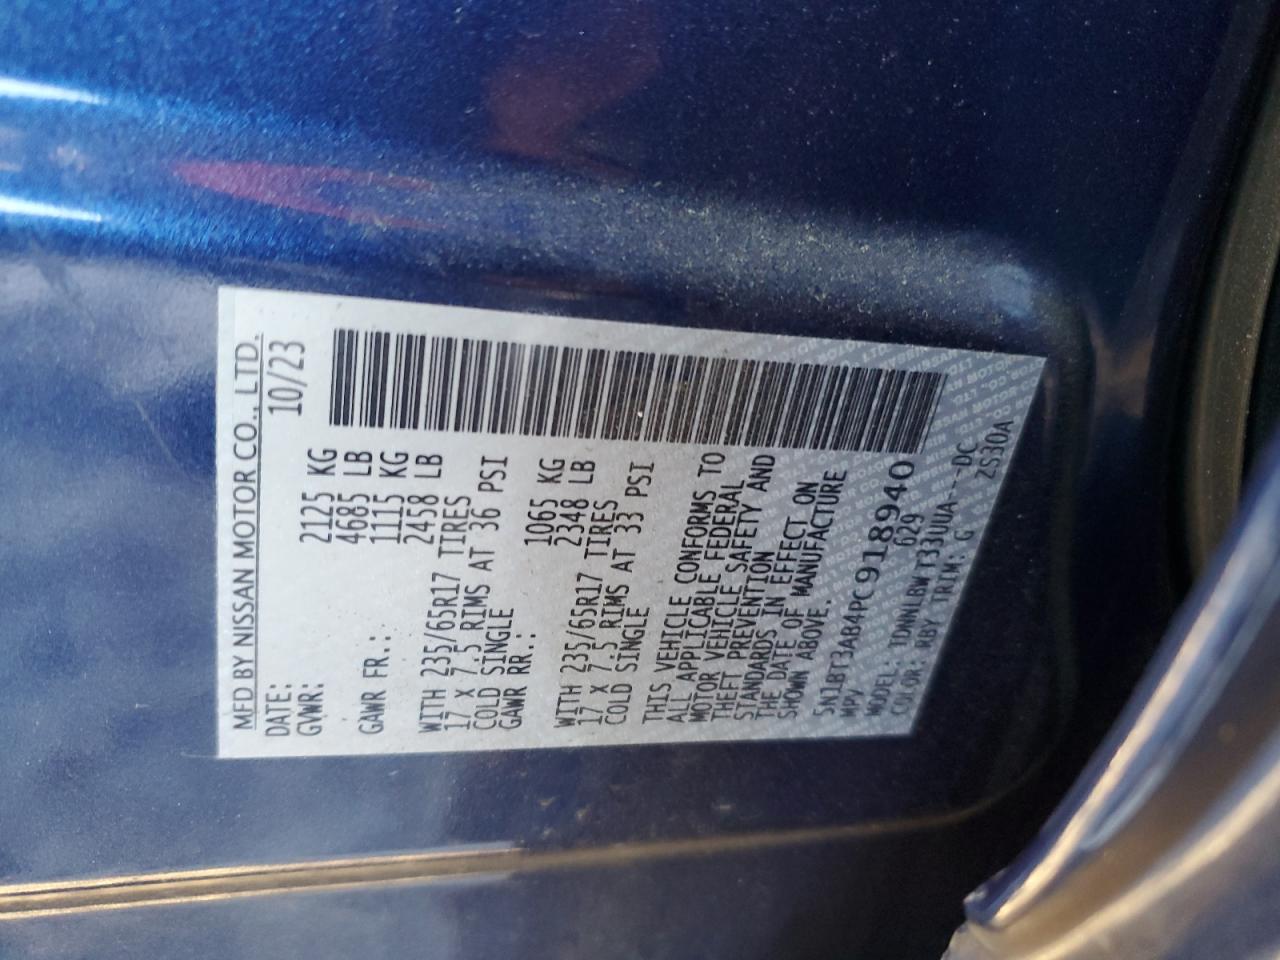 MFD BY NISSAN MOTOR CO., LTD.
DATE: 10/23
GVWR: 2125 KG
4685 LB
GAWR FR.: 1115 KG
2458 LB
WITH 235/65R17 TIRES
17 X 7.5 RIMS AT 36 PSI
COLD SINGLE
GAWR RR.: 1065 KG
2348 LB
WITH 235/65R17 TIRES
17 X 7.5 RIMS AT 33 PSI
COLD SINGLE
THIS VEHICLE CONFORMS TO
ALL APPLICABLE FEDERAL
MOTOR VEHICLE SAFETY AND
THEFT PREVENTION
STANDARDS IN EFFECT ON
THE DATE OF MANUFACTURE
SHOWN ABOVE.
5N1BT3AB4PC918940
MPV 629
MODEL: TDNNLBWT33UUA--DC
COLOR: RBY TRIM: G 2S30A